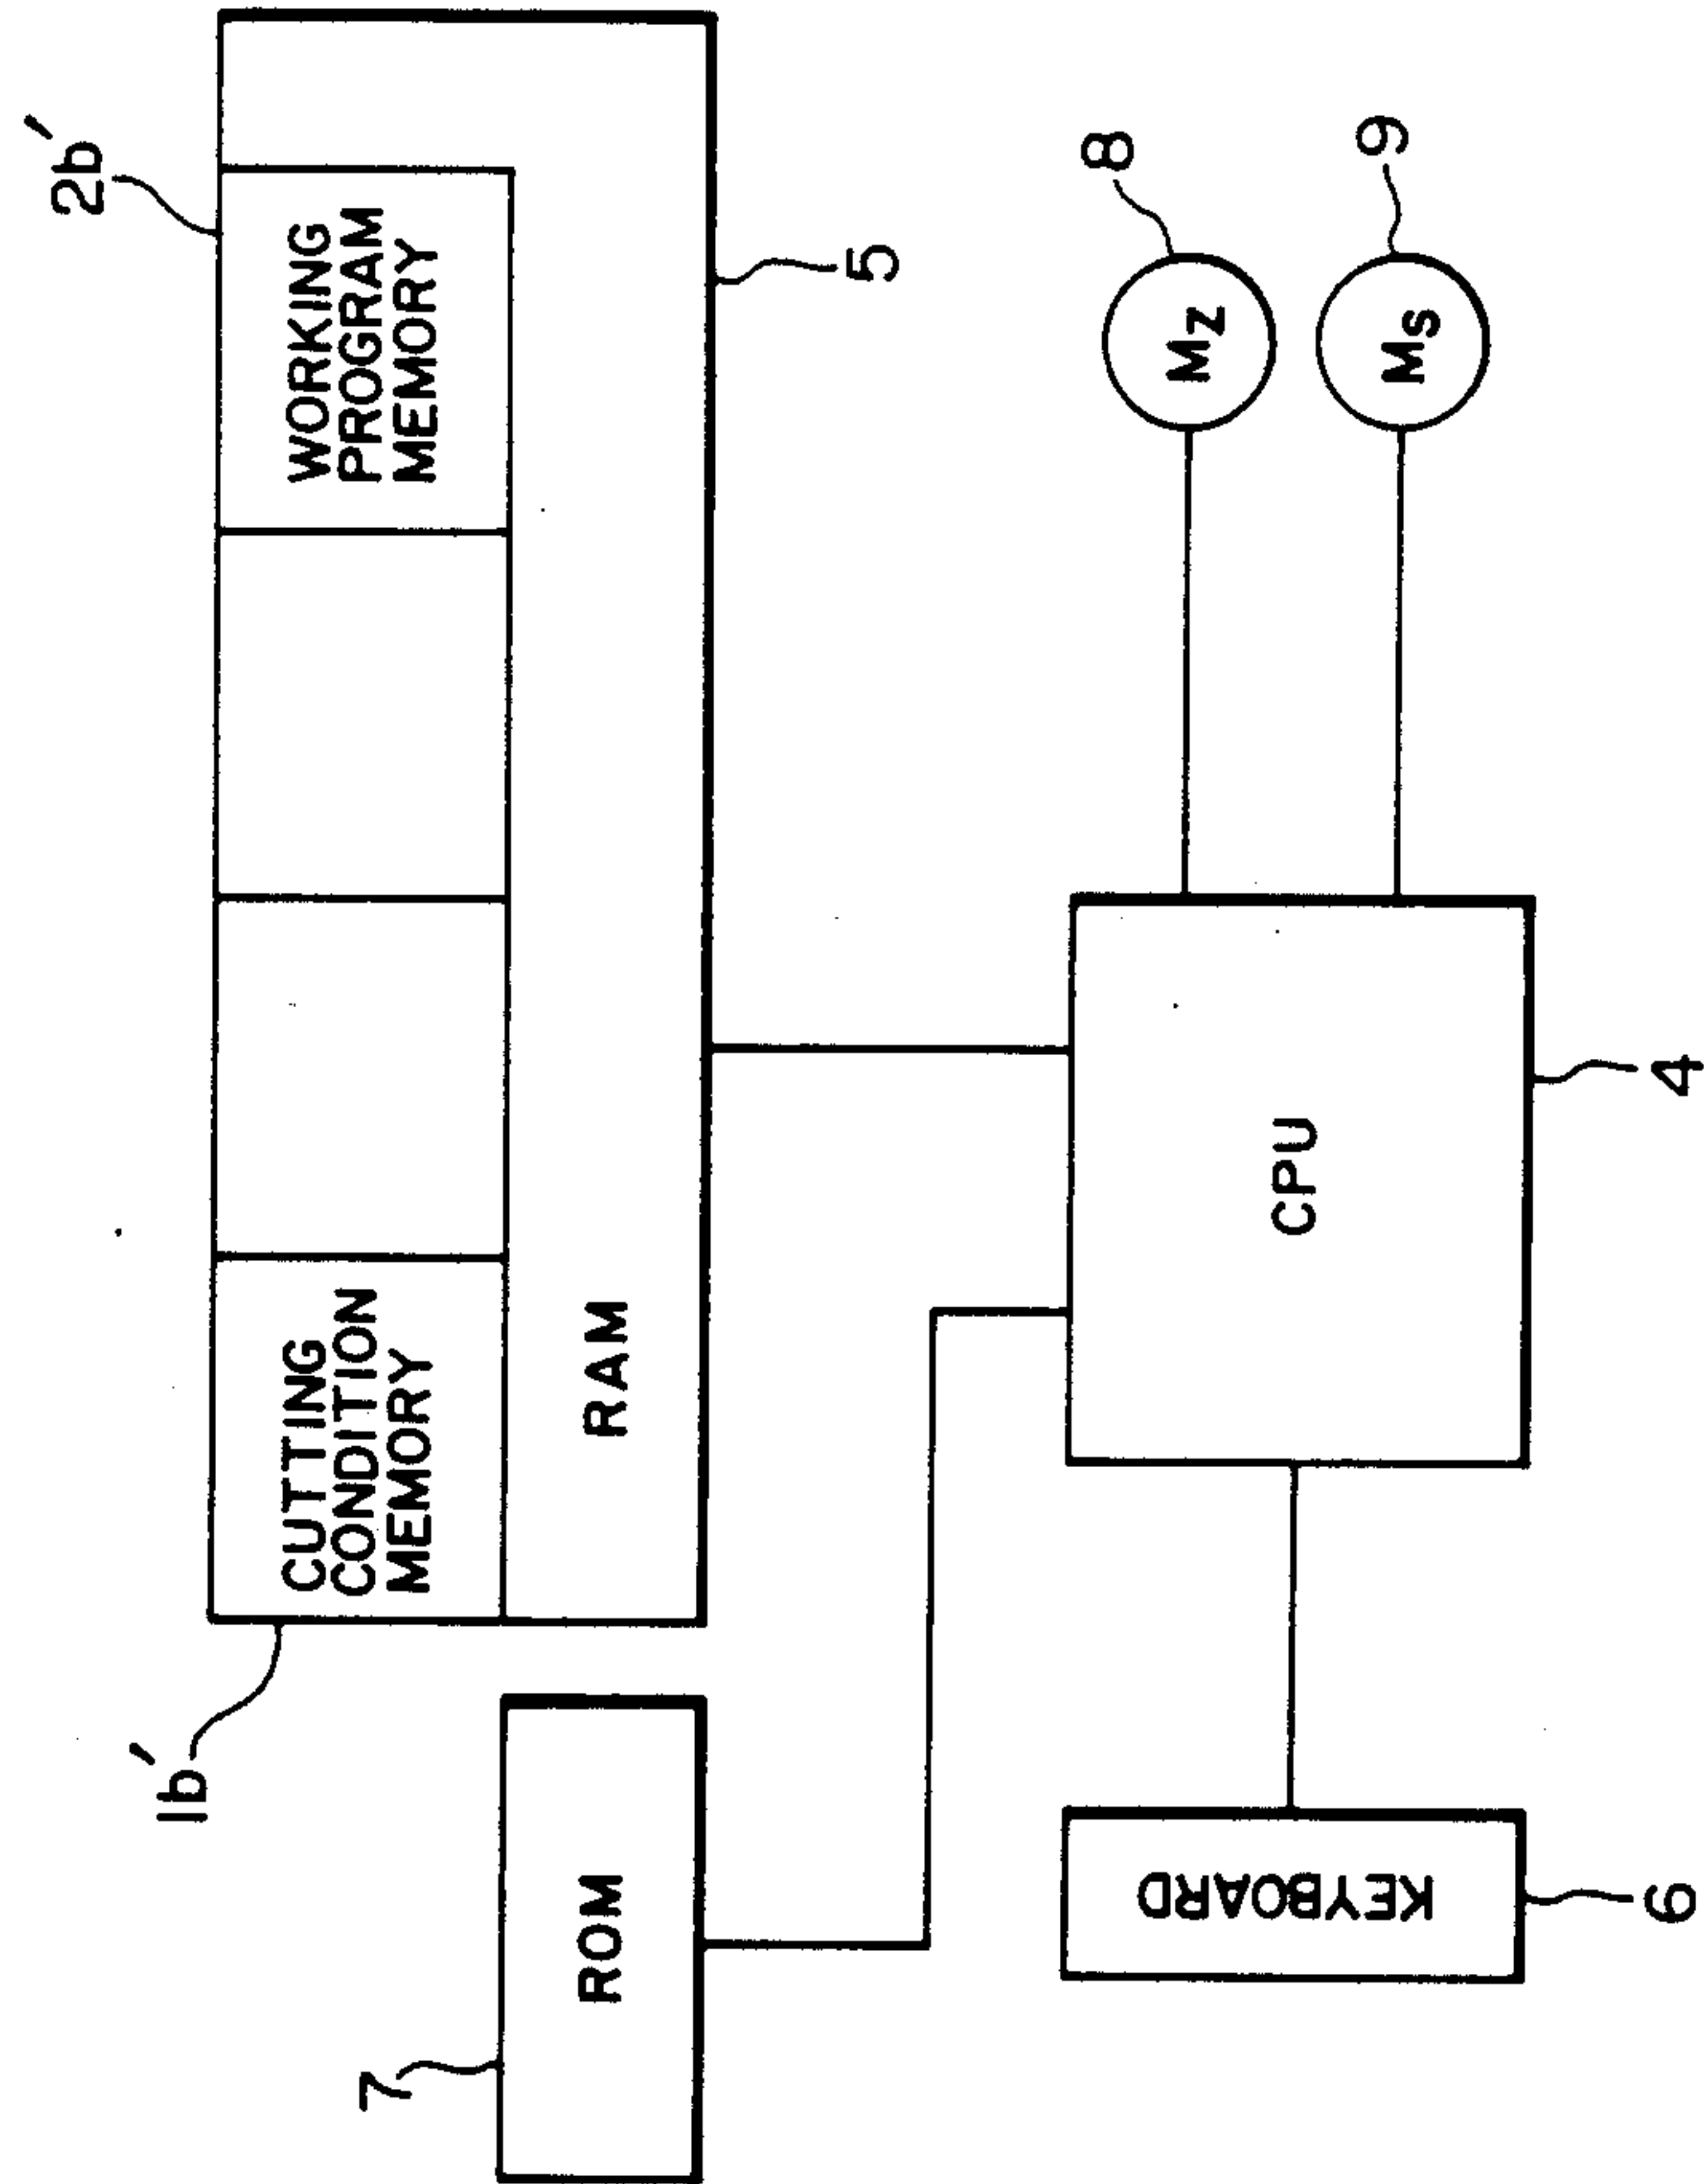 2b'
1b'
CUTTING
CONDITION
MEMORY
WORKING
PROGRAM
MEMORY
7
ROM
RAM
5
8
Mz
9
Ms
KEYBOARD
CPU
6
4